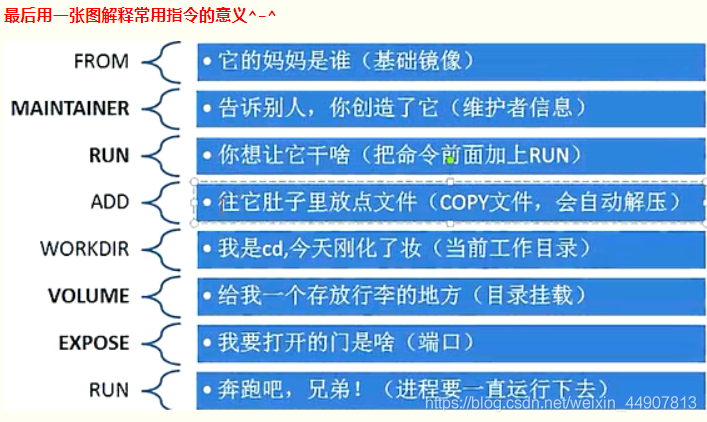 最后用一张图解释常用指令的意义^-^
FROM • 它的妈妈是谁（基础镜像）
MAINTAINER • 告诉别人，你创造了它（维护者信息）
RUN • 你想让它干啥（把命令前面加上RUN）
ADD • 往它肚子里放点文件（COPY文件，会自动解压）
WORKDIR • 我是cd,今天刚化了妆（当前工作目录）
VOLUME • 给我一个存放行李的地方（目录挂载）
EXPOSE • 我要打开的门是啥（端口）
RUN • 奔跑吧，兄弟！（进程要一直运行下去）
https://blog.csdn.net/weixin_44907813